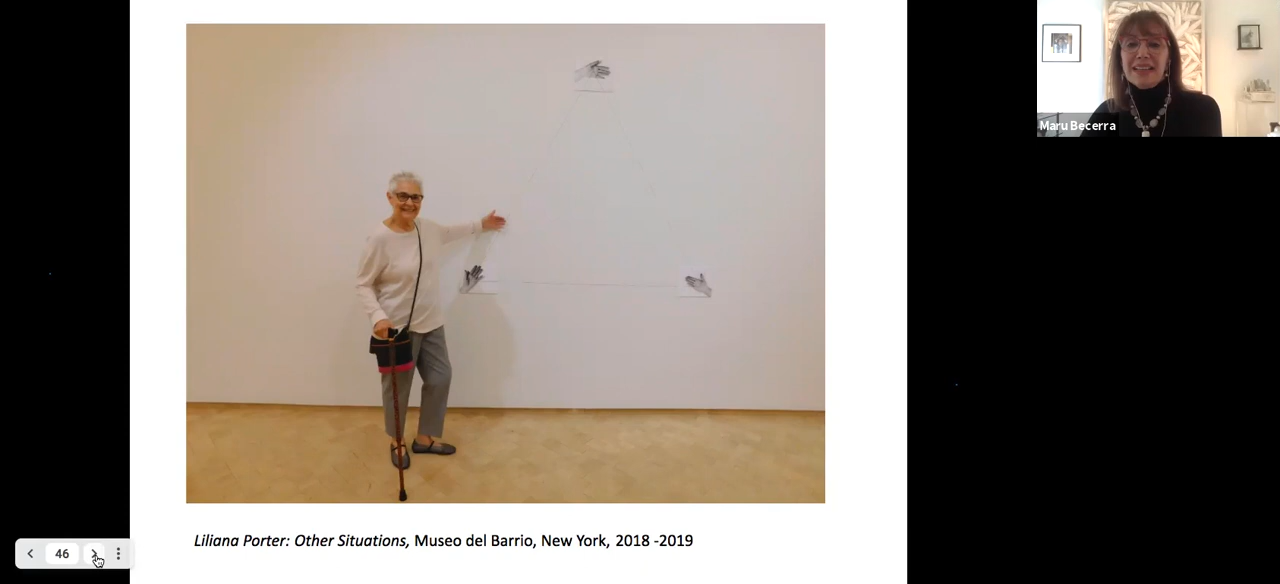 Maru Becerra
Liliana Porter: Other Situations, Museo del Barrio, New York, 2018 -2019
46